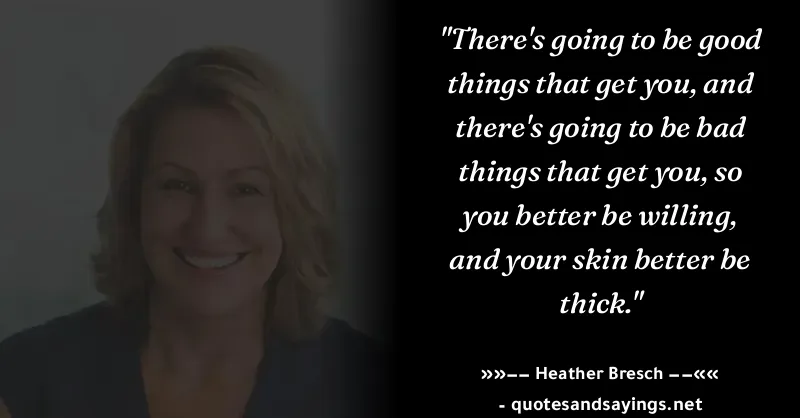 "There's going to be good
things that get you, and
there's going to be bad
things that get you, so
you better be willing,
and your skin better be
thick."
»»–– Heather Bresch ––««
- quotesandsayings.net